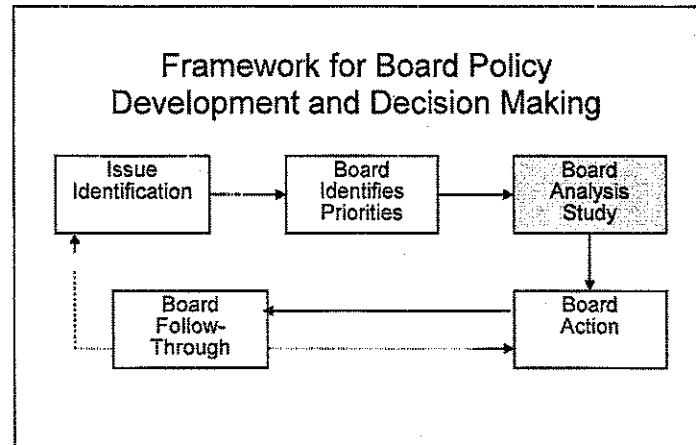 Framework for Board Policy
Development and Decision Making
Issue
Identification
Board
Identifies
Priorities
Board
Analysis
Study
Board
Follow-
Through
Board
Action